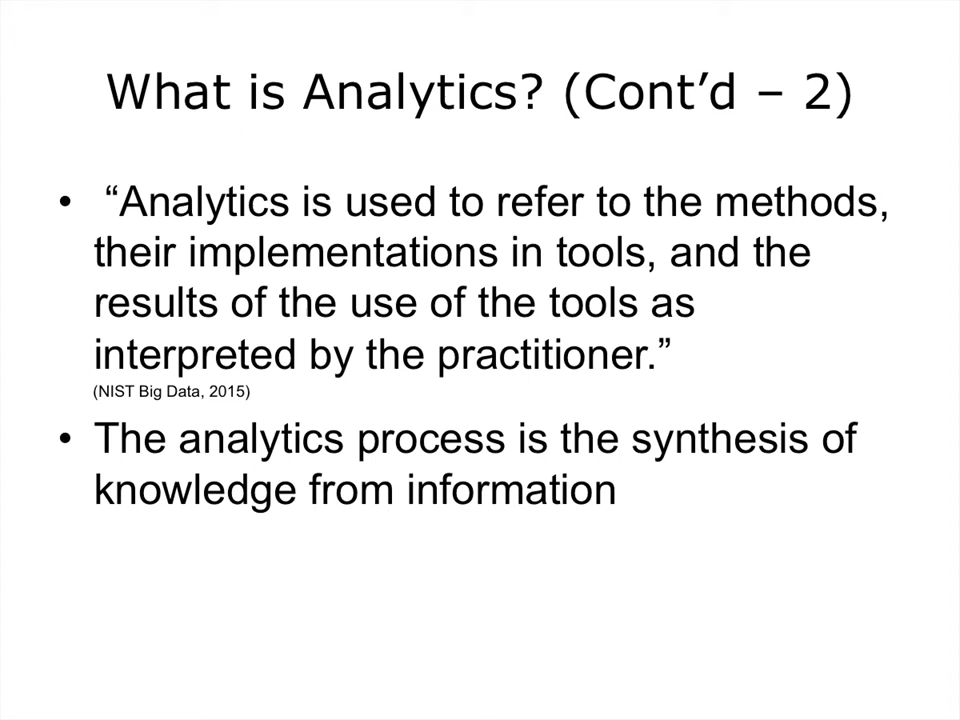 What is Analytics? (Cont’d – 2)
• “Analytics is used to refer to the methods,
their implementations in tools, and the
results of the use of the tools as
interpreted by the practitioner.”
(NIST Big Data, 2015)
• The analytics process is the synthesis of
knowledge from information